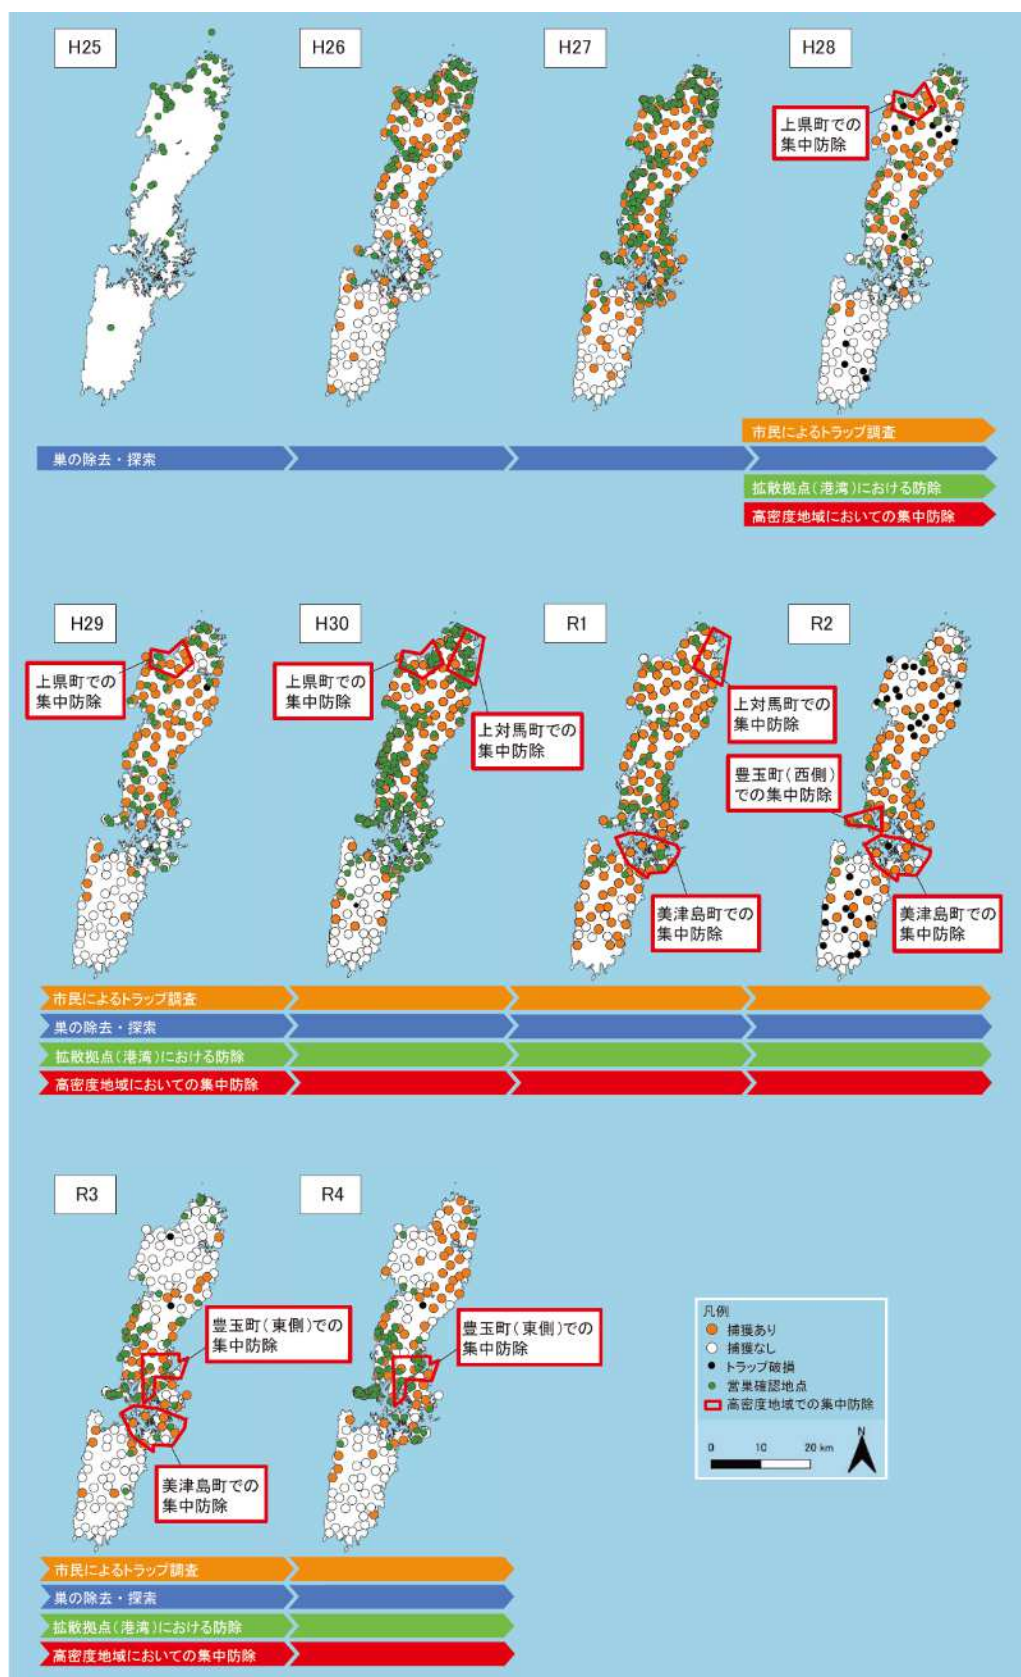 H25
H26
H27
H28
上県町での
集中防除
市民によるトラップ調査
巣の除去・探索
拡散拠点(港湾)における防除
高密度地域においての集中防除
H29
H30
R1
R2
上県町での
集中防除
上県町での
集中防除
上対馬町での
集中防除
上対馬町での
集中防除
豊玉町(西側)
での集中防除
美津島町での
集中防除
美津島町での
集中防除
市民によるトラップ調査
巣の除去・探索
拡散拠点(港湾)における防除
高密度地域においての集中防除
R3
R4
豊玉町(東側)での
集中防除
豊玉町(東側)での
集中防除
美津島町での
集中防除
凡例
捕獲あり
捕獲なし
トラップ破損
営巣確認地点
高密度地域での集中防除
N
0 10 20 km
市民によるトラップ調査
巣の除去・探索
拡散拠点(港湾)における防除
高密度地域においての集中防除